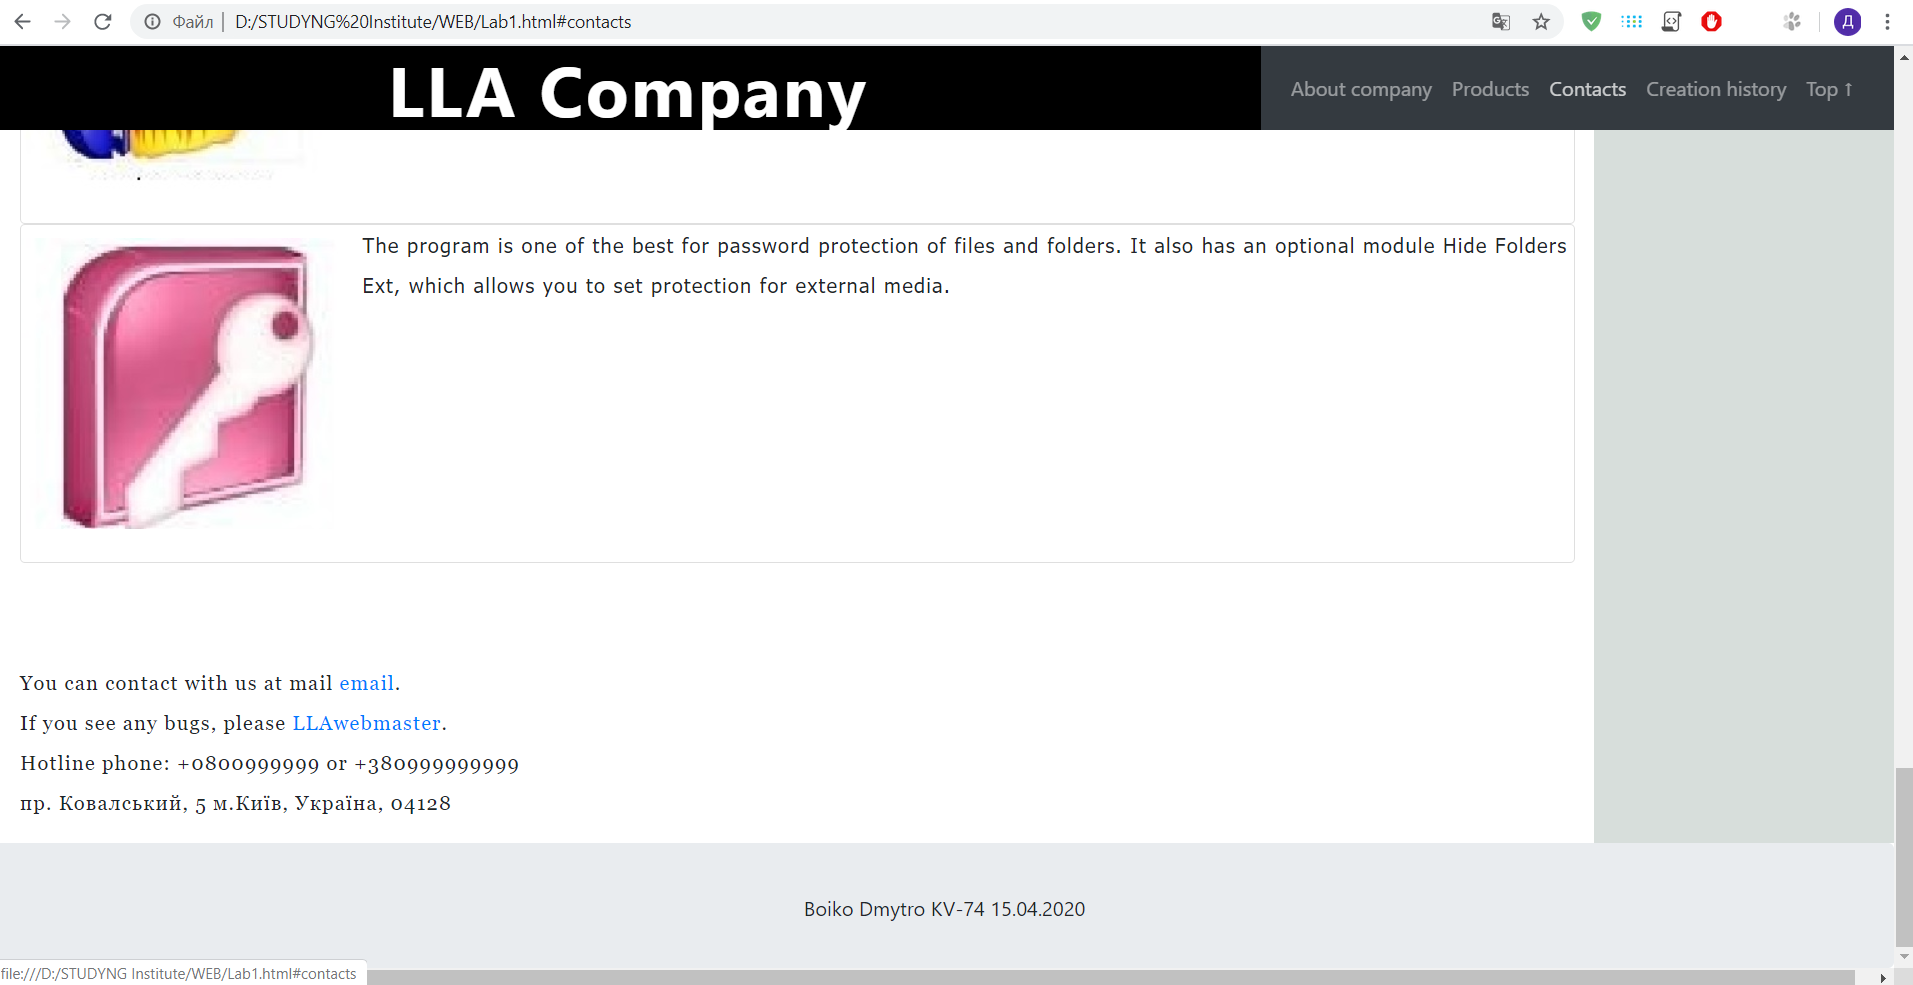 Файл | D:/STUDYNG%20Institute/WEB/Lab1.html#contacts
Д
LLA Company
About company Products Contacts Creation history Top ↑
The program is one of the best for password protection of files and folders. It also has an optional module Hide Folders
Ext, which allows you to set protection for external media.
You can contact with us at mail email.
If you see any bugs, please LLAwebmaster.
Hotline phone: +0800999999 or +380999999999
пр. Ковалський, 5 м.Київ, Україна, 04128
Boiko Dmytro KV-74 15.04.2020
file:///D:/STUDYNG Institute/WEB/Lab1.html#contacts